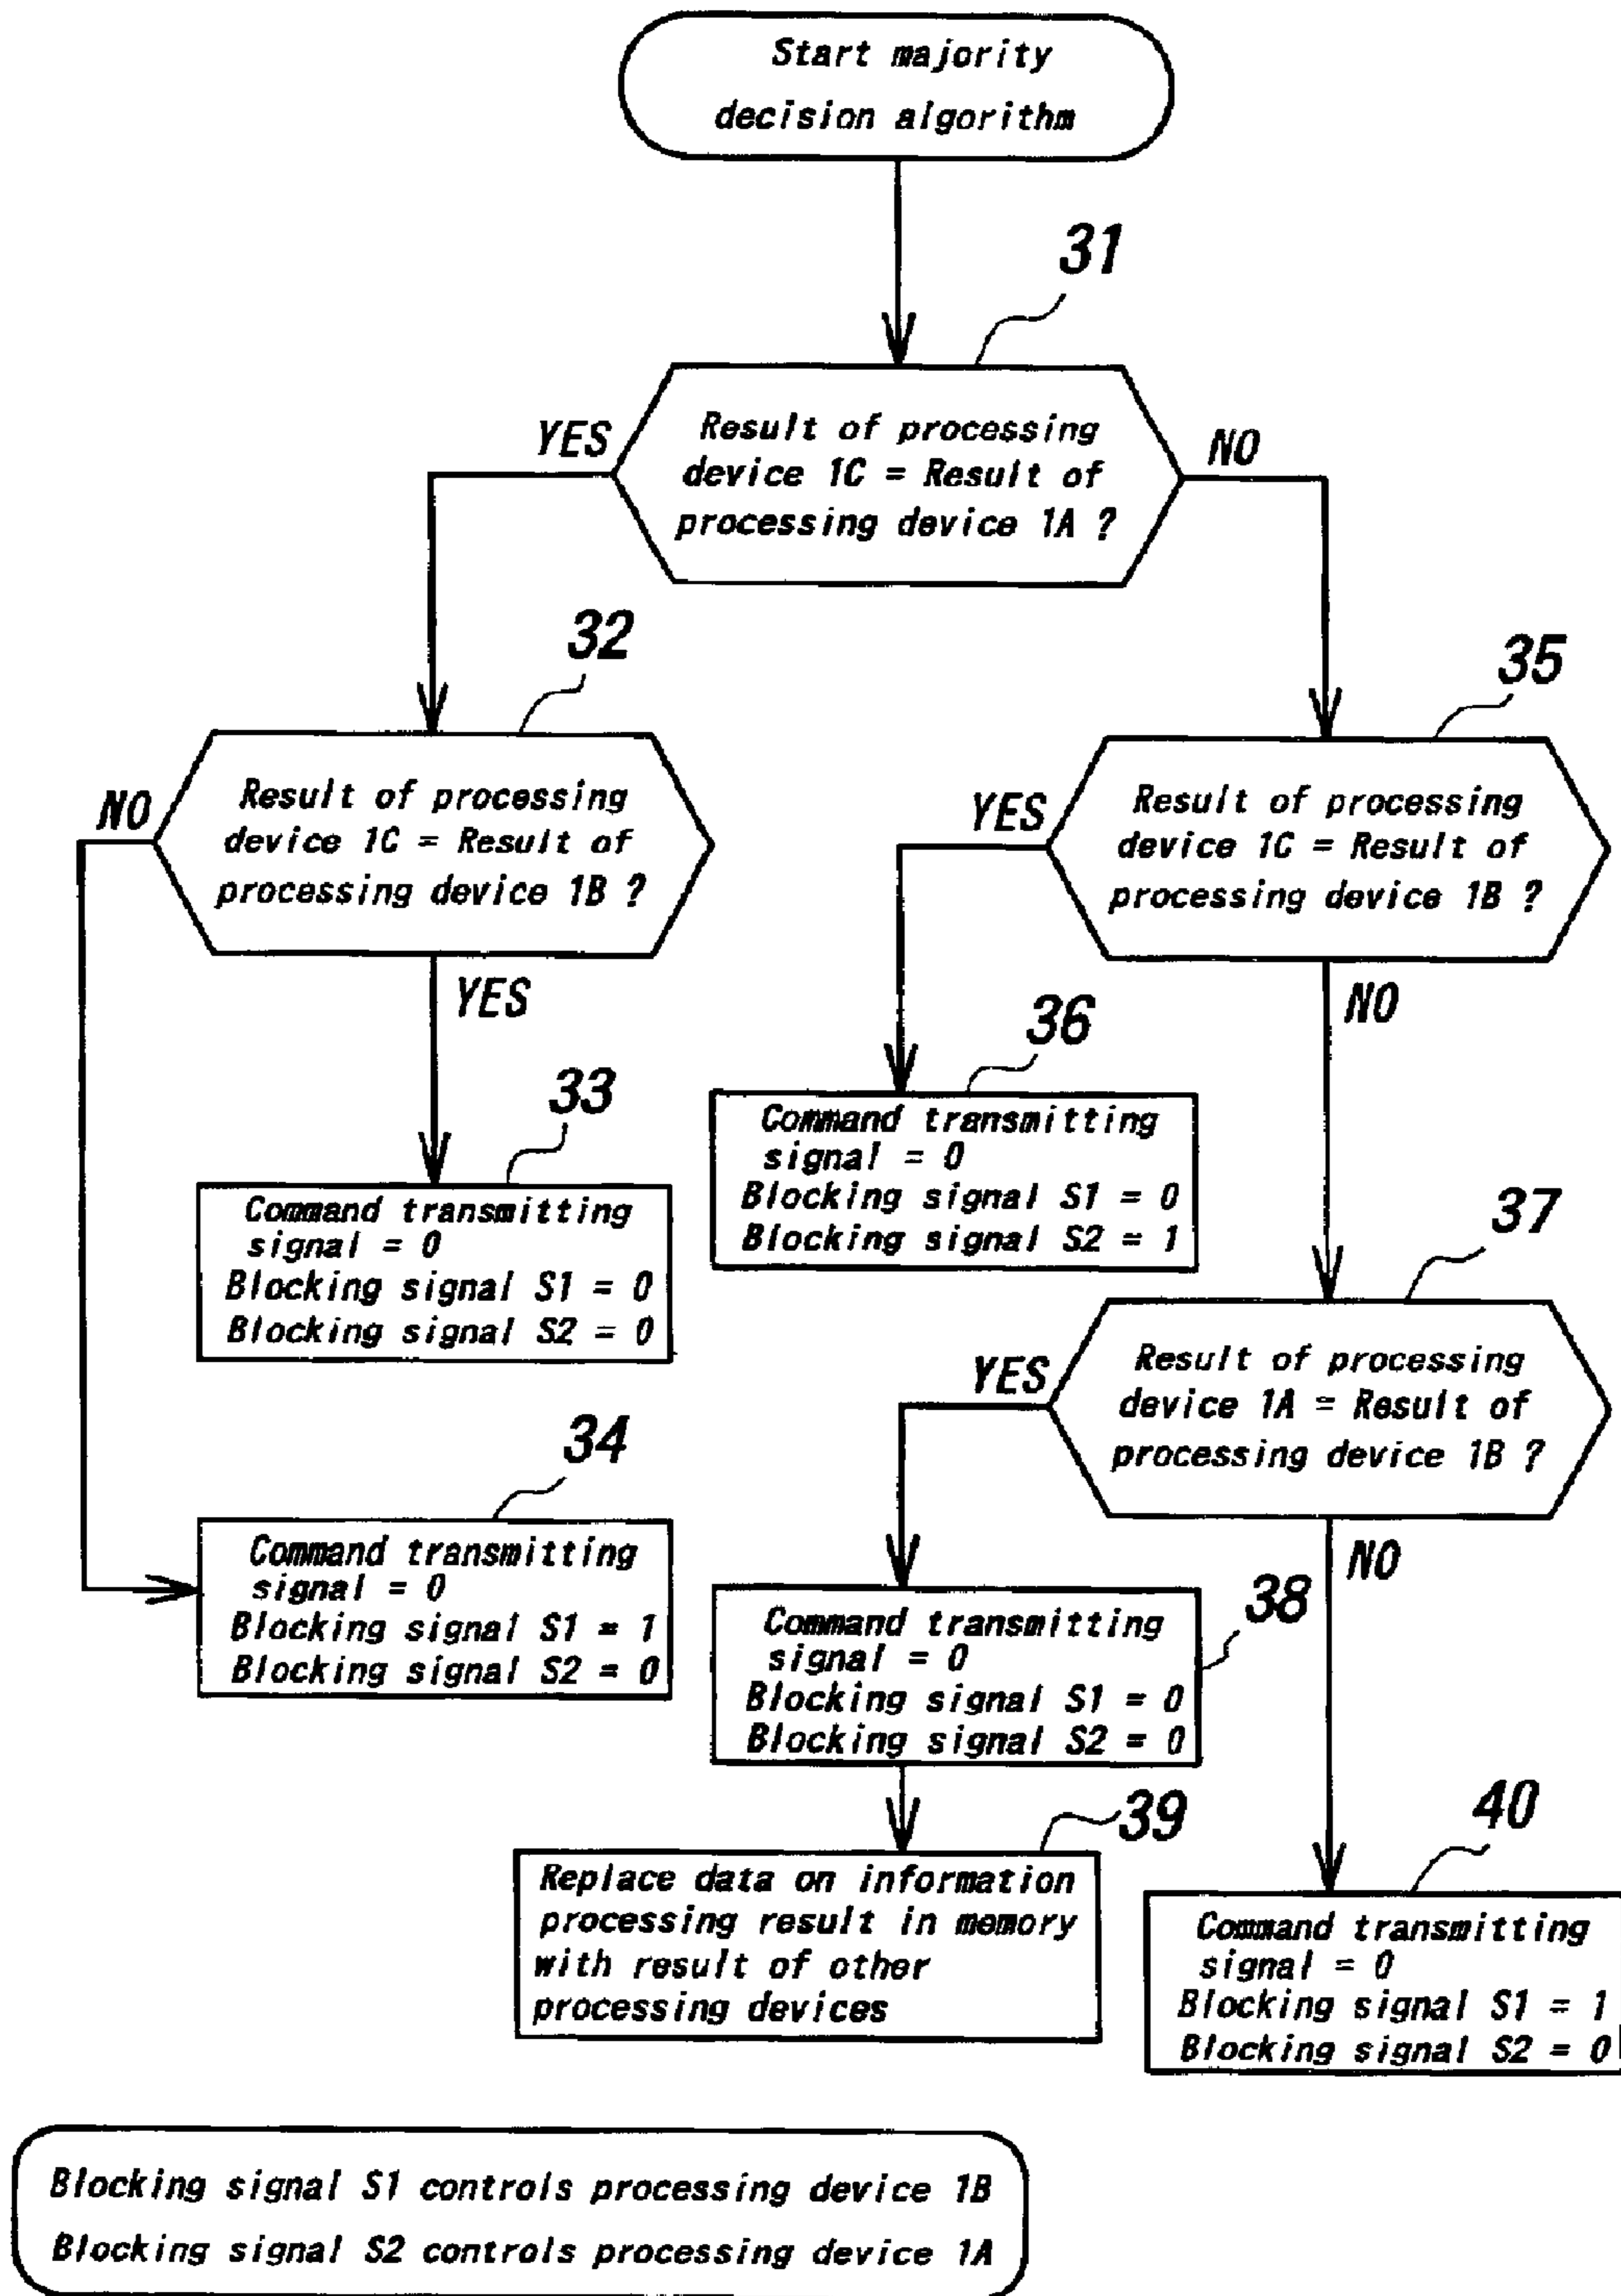 Start majority
decision algorithm
31
Result of processing
device 1C = Result of
processing device 1A ?
YES
NO
32
Result of processing
device 1C = Result of
processing device 1B ?
NO
YES
35
Result of processing
device 1C = Result of
processing device 1B ?
YES
NO
33
Command transmitting
signal = 0
Blocking signal S1 = 0
Blocking signal S2 = 0
36
Command transmitting
signal = 0
Blocking signal S1 = 0
Blocking signal S2 = 1
37
Result of processing
device 1A = Result of
processing device 1B ?
YES
NO
34
Command transmitting
signal = 0
Blocking signal S1 = 1
Blocking signal S2 = 0
38
Command transmitting
signal = 0
Blocking signal S1 = 0
Blocking signal S2 = 0
39
Replace data on information
processing result in memory
with result of other
processing devices
40
Command transmitting
signal = 0
Blocking signal S1 = 1
Blocking signal S2 = 0
Blocking signal S1 controls processing device 1B
Blocking signal S2 controls processing device 1A